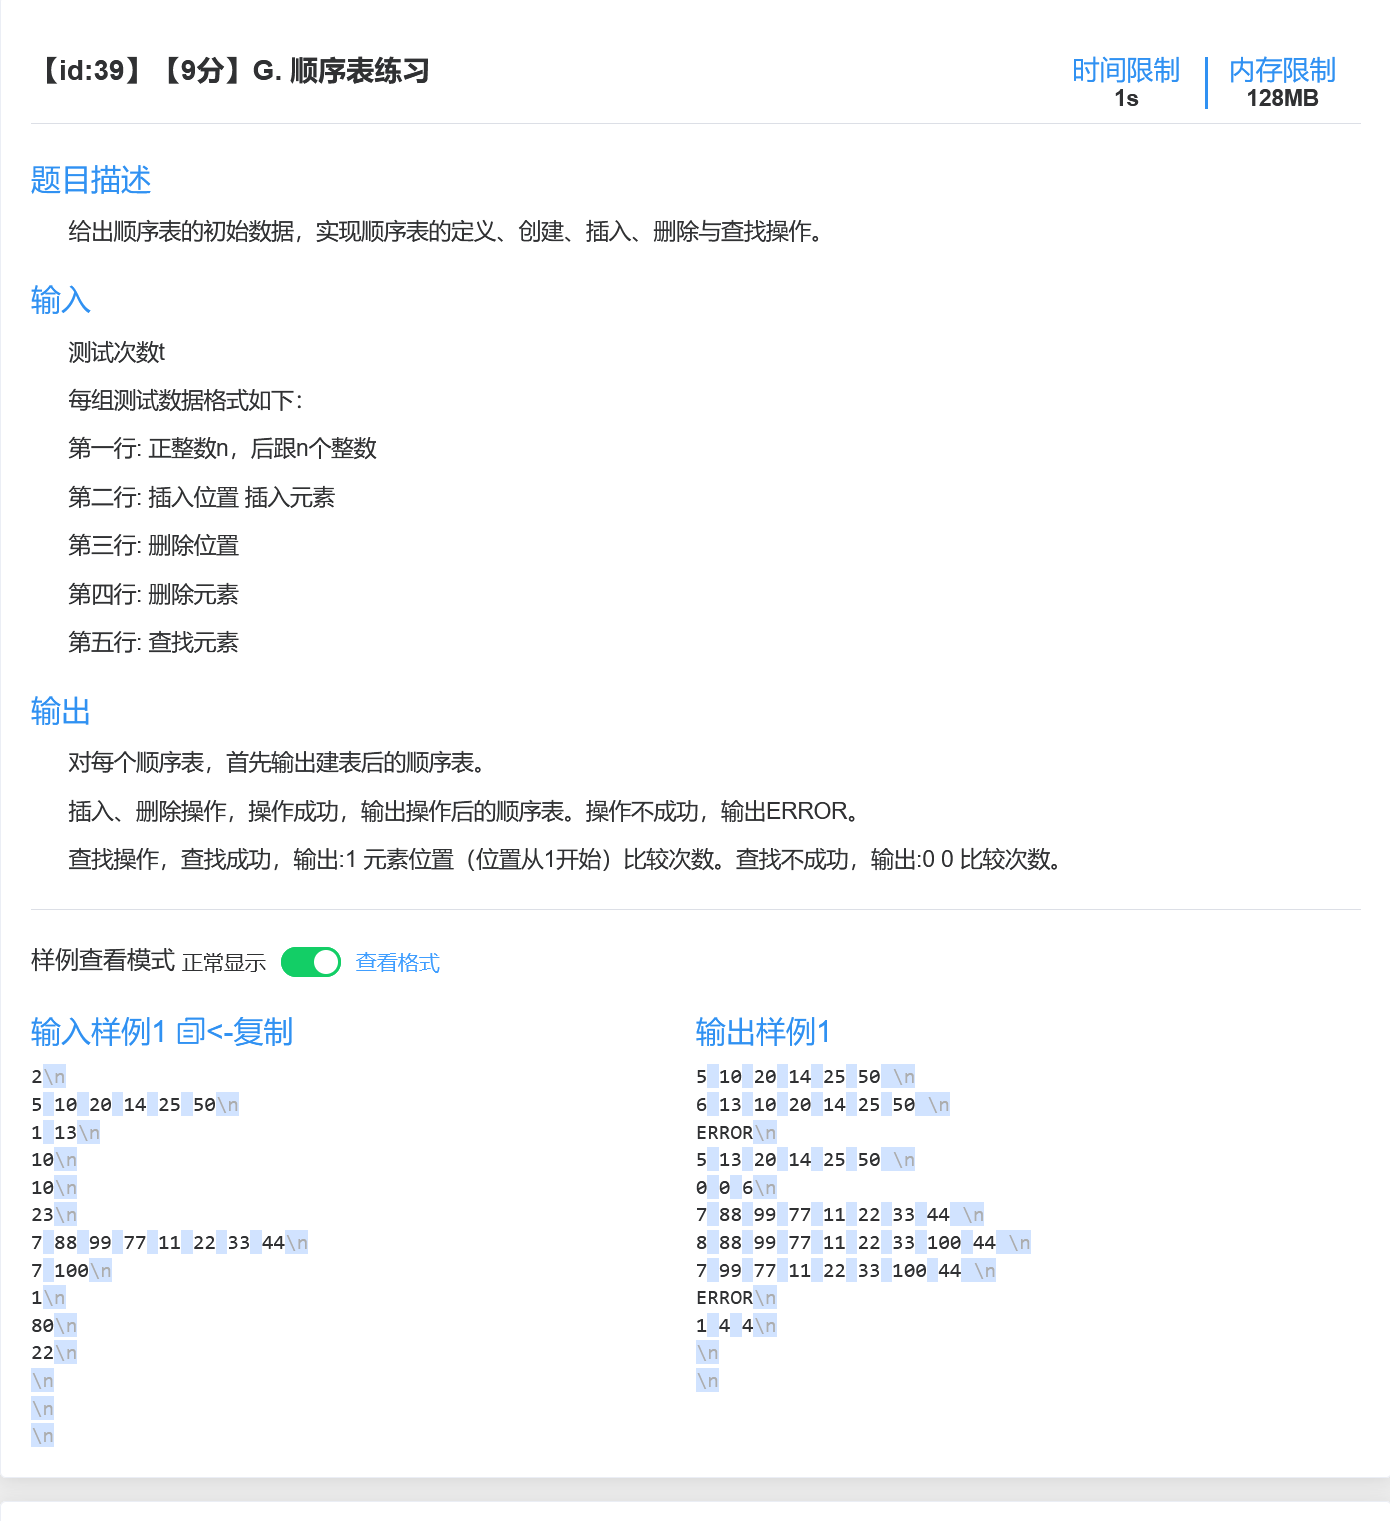 【id:39】【9分】G. 顺序表练习
时间限制
1s
内存限制
128MB
题目描述
给出顺序表的初始数据，实现顺序表的定义、创建、插入、删除与查找操作。
输入
测试次数t
每组测试数据格式如下：
第一行: 正整数n，后跟n个整数
第二行: 插入位置 插入元素
第三行: 删除位置
第四行: 删除元素
第五行: 查找元素
输出
对每个顺序表，首先输出建表后的顺序表。
插入、删除操作，操作成功，输出操作后的顺序表。操作不成功，输出ERROR。
查找操作，查找成功，输出:1 元素位置（位置从1开始）比较次数。查找不成功，输出:0 0 比较次数。
样例查看模式 正常显示 查看格式
输入样例1 <-复制
2\n
5 10 20 14 25 50\n
1 13\n
10\n
10\n
23\n
7 88 99 77 11 22 33 44\n
7 100\n
1\n
80\n
22\n
\n
\n
\n
输出样例1
5 10 20 14 25 50 \n
6 13 10 20 14 25 50 \n
ERROR\n
5 13 20 14 25 50 \n
0 0 6\n
7 88 99 77 11 22 33 44 \n
8 88 99 77 11 22 33 100 44 \n
7 99 77 11 22 33 100 44 \n
ERROR\n
1 4 4\n
\n
\n